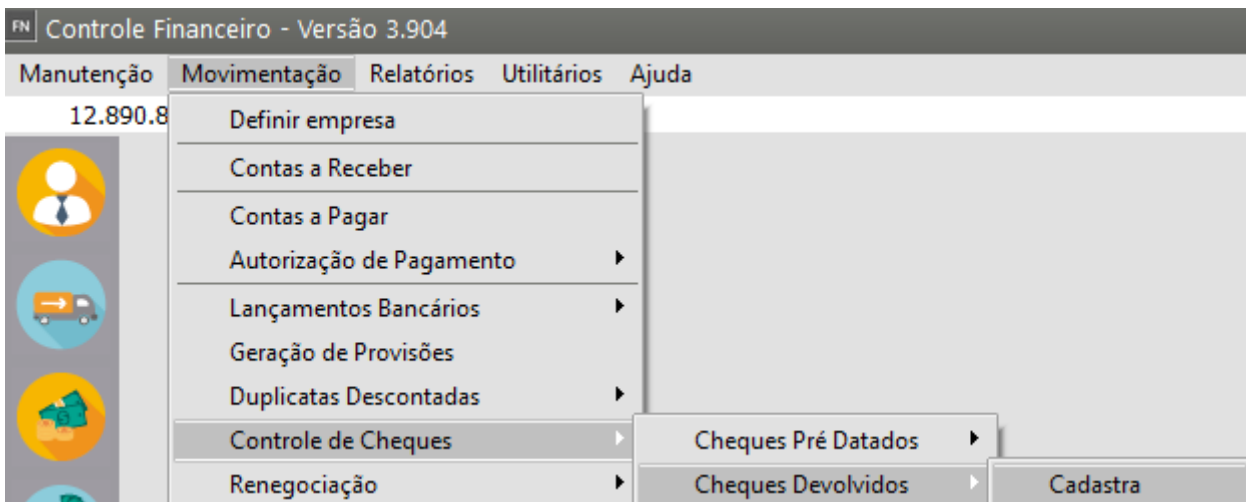 FN Controle Financeiro - Versão 3.904
Manutenção Movimentação Relatórios Utilitários Ajuda
12.890.8
Definir empresa
Contas a Receber
Contas a Pagar
Autorização de Pagamento
Lançamentos Bancários
Geração de Provisões
Duplicatas Descontadas
Controle de Cheques Cheques Pré Datados
Renegociação Cheques Devolvidos Cadastra